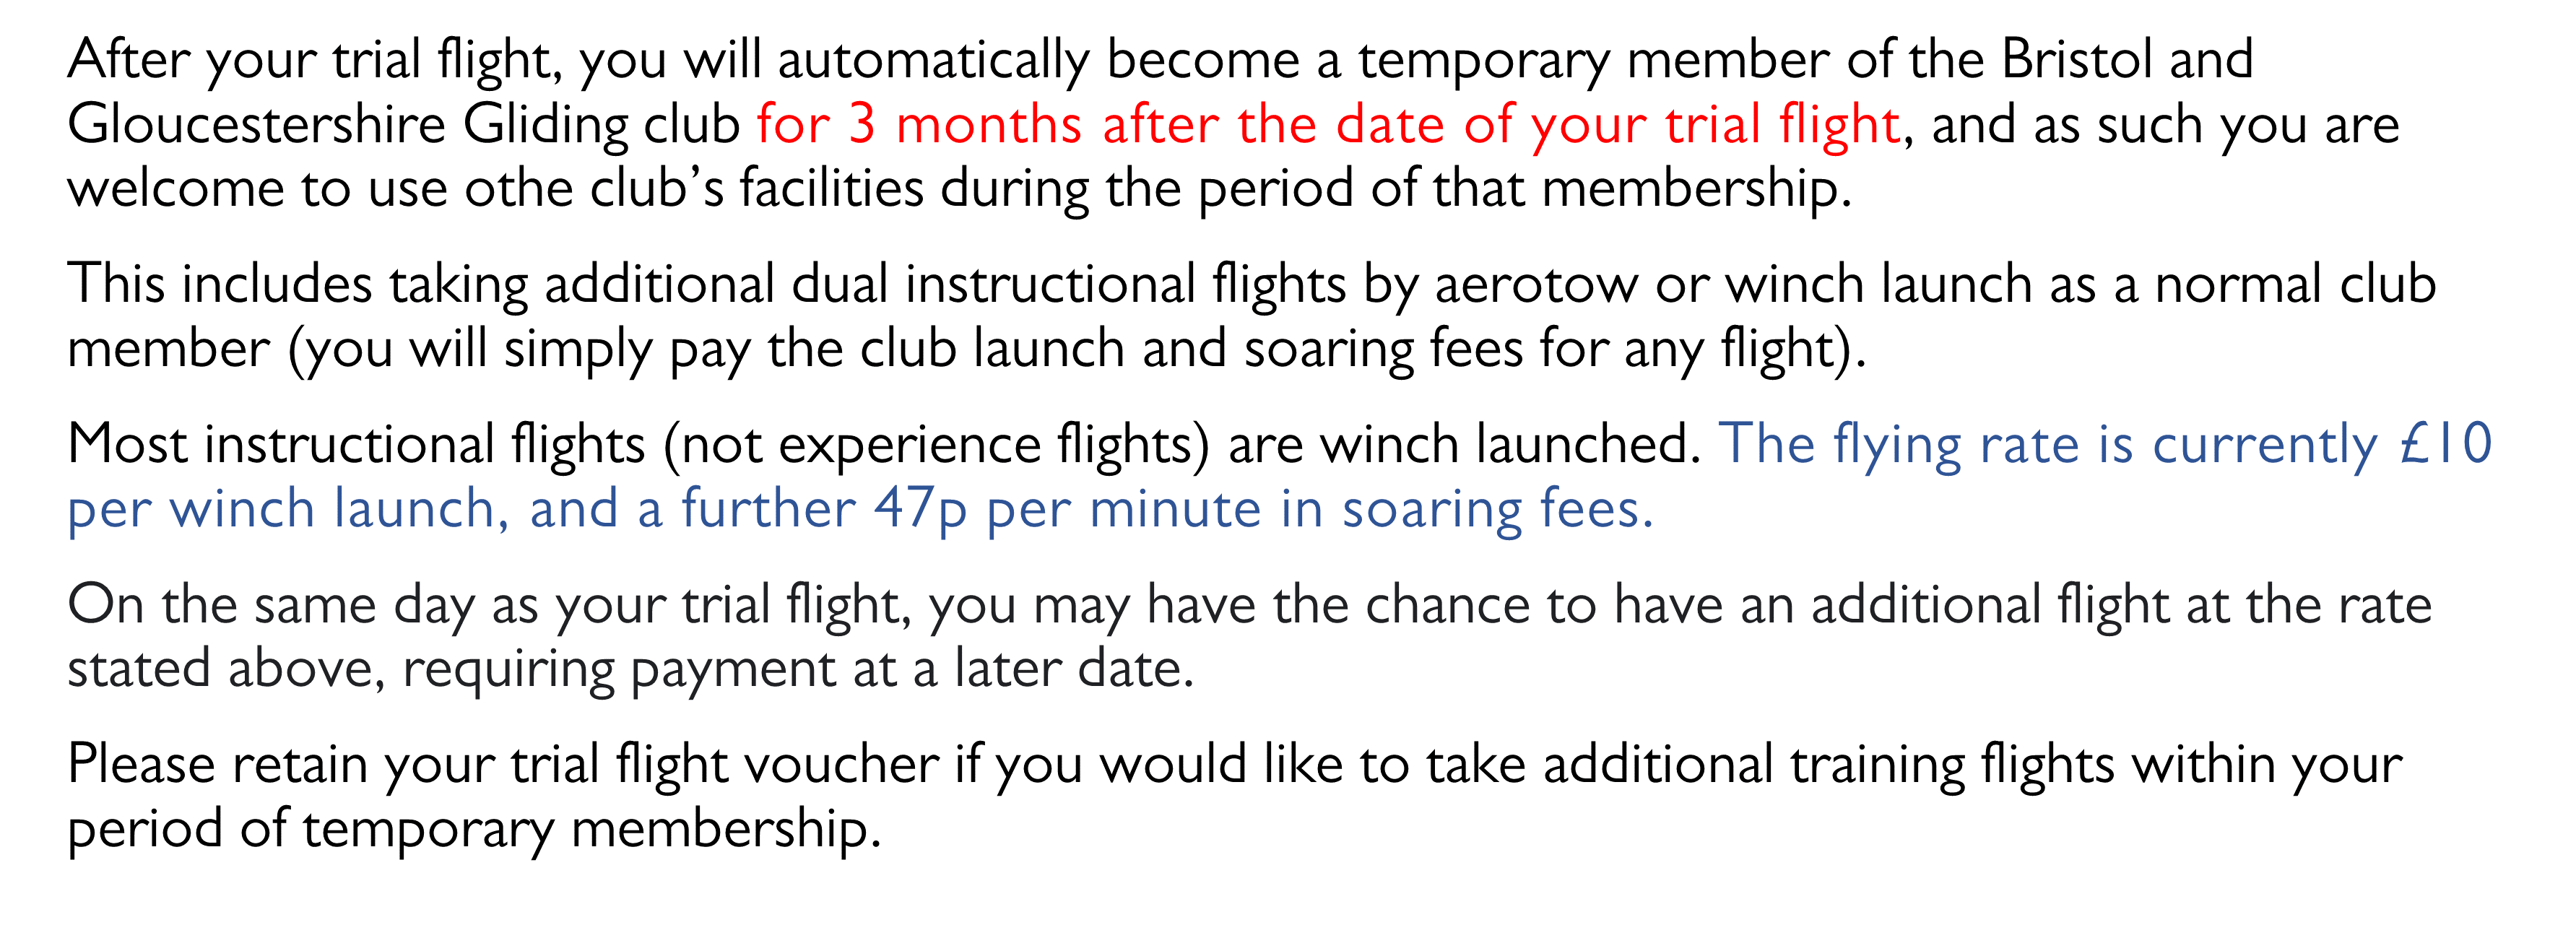 After your trial flight, you will automatically become a temporary member of the Bristol and
Gloucestershire Gliding club for 3 months after the date of your trial flight, and as such you are
welcome to use othe club’s facilities during the period of that membership.
This includes taking additional dual instructional flights by aerotow or winch launch as a normal club
member (you will simply pay the club launch and soaring fees for any flight).
Most instructional flights (not experience flights) are winch launched. The flying rate is currently £10
per winch launch, and a further 47p per minute in soaring fees.
On the same day as your trial flight, you may have the chance to have an additional flight at the rate
stated above, requiring payment at a later date.
Please retain your trial flight voucher if you would like to take additional training flights within your
period of temporary membership.